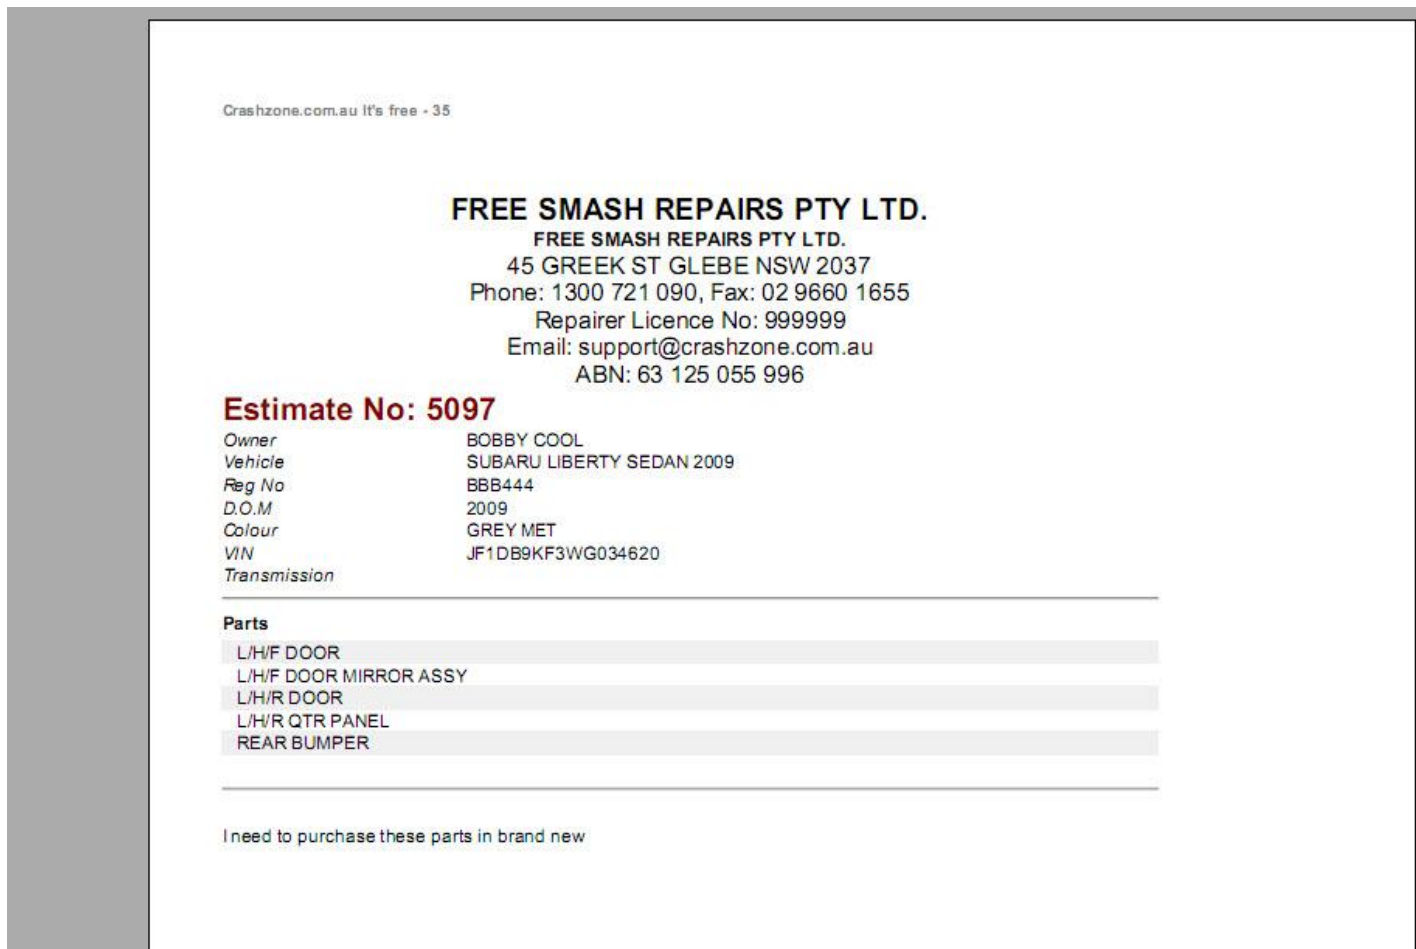 Crashzone.com.au It's free - 35
FREE SMASH REPAIRS PTY LTD.
FREE SMASH REPAIRS PTY LTD.
45 GREEK ST GLEBE NSW 2037
Phone: 1300 721 090, Fax: 02 9660 1655
Repairer Licence No: 999999
Email: support@crashzone.com.au
ABN: 63 125 055 996
Estimate No: 5097
Owner BOBBY COOL
Vehicle SUBARU LIBERTY SEDAN 2009
Reg No BBB444
D.O.M 2009
Colour GREY MET
VIN JF1DB9KF3WG034620
Transmission
Parts
L/H/F DOOR
L/H/F DOOR MIRROR ASSY
L/H/R DOOR
L/H/R QTR PANEL
REAR BUMPER
I need to purchase these parts in brand new